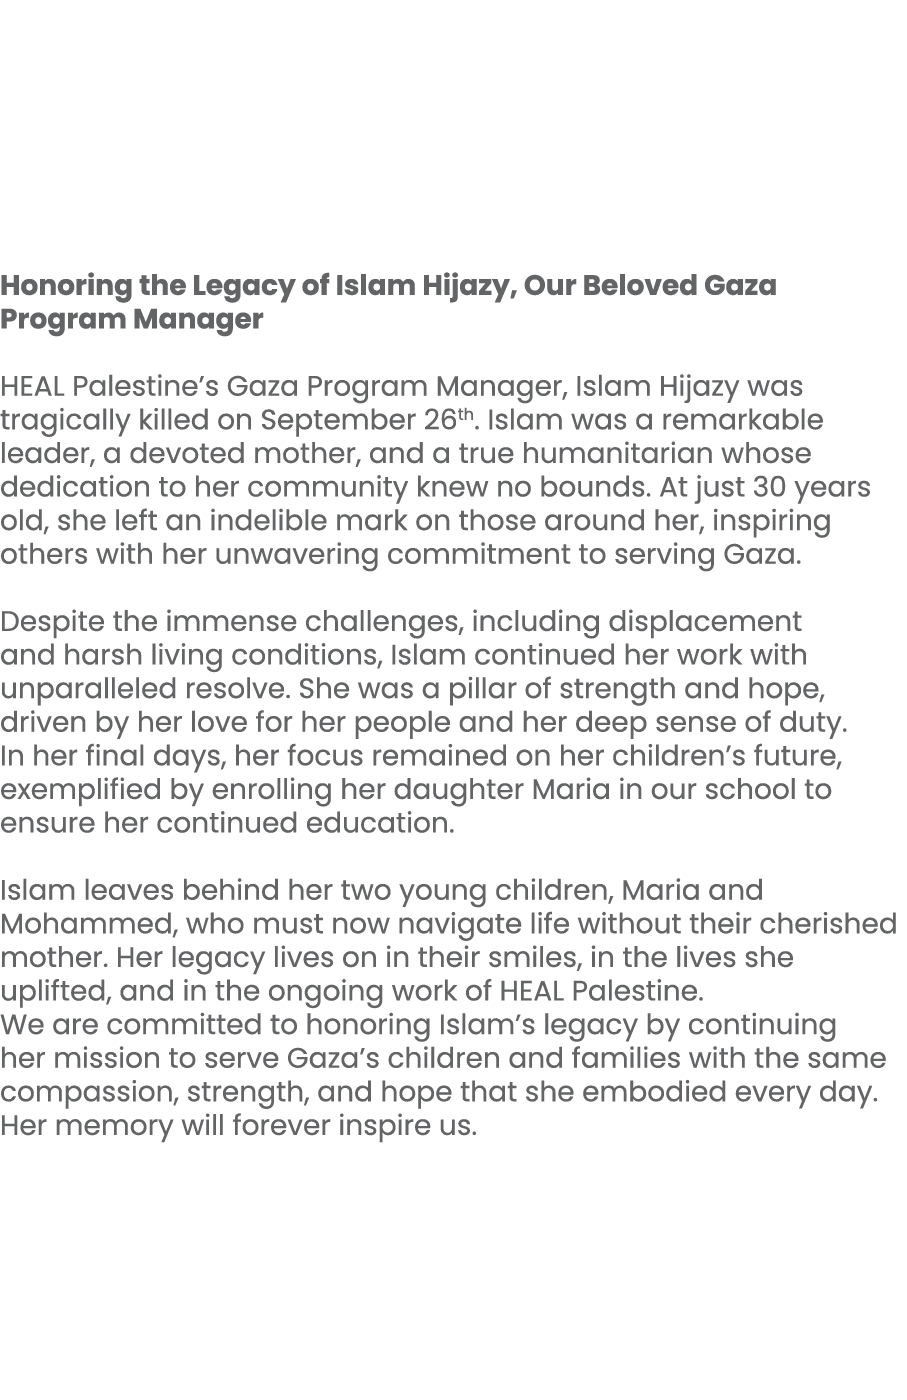 Honoring the Legacy of Islam Hijazy, Our Beloved Gaza
Program Manager
HEAL Palestine’s Gaza Program Manager, Islam Hijazy was
tragically killed on September 26th. Islam was a remarkable
leader, a devoted mother, and a true humanitarian whose
dedication to her community knew no bounds. At just 30 years
old, she left an indelible mark on those around her, inspiring
others with her unwavering commitment to serving Gaza.
Despite the immense challenges, including displacement
and harsh living conditions, Islam continued her work with
unparalleled resolve. She was a pillar of strength and hope,
driven by her love for her people and her deep sense of duty.
In her final days, her focus remained on her children’s future,
exemplified by enrolling her daughter Maria in our school to
ensure her continued education.
Islam leaves behind her two young children, Maria and
Mohammed, who must now navigate life without their cherished
mother. Her legacy lives on in their smiles, in the lives she
uplifted, and in the ongoing work of HEAL Palestine.
We are committed to honoring Islam’s legacy by continuing
her mission to serve Gaza’s children and families with the same
compassion, strength, and hope that she embodied every day.
Her memory will forever inspire us.